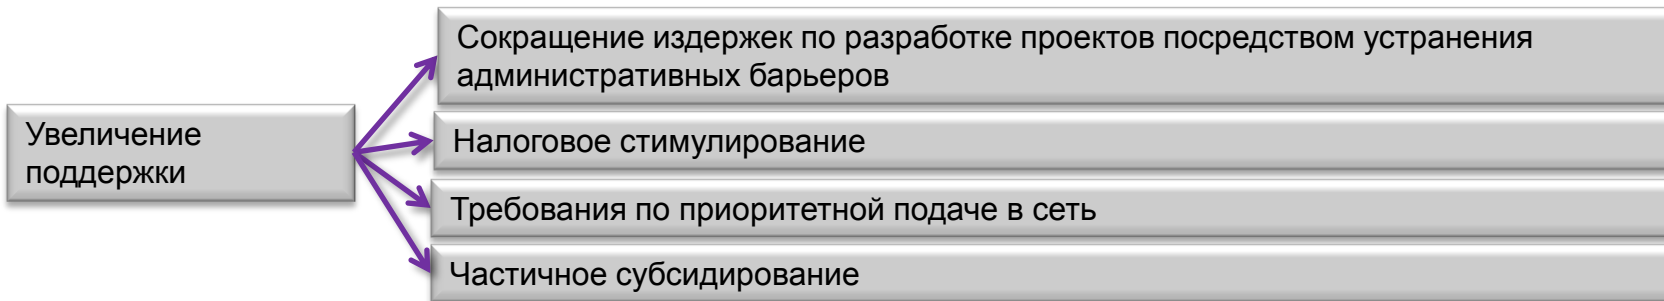 Сокращение издержек по разработке проектов посредством устранения
административных барьеров
Увеличение
поддержки
Налоговое стимулирование
Требования по приоритетной подаче в сеть
Частичное субсидирование